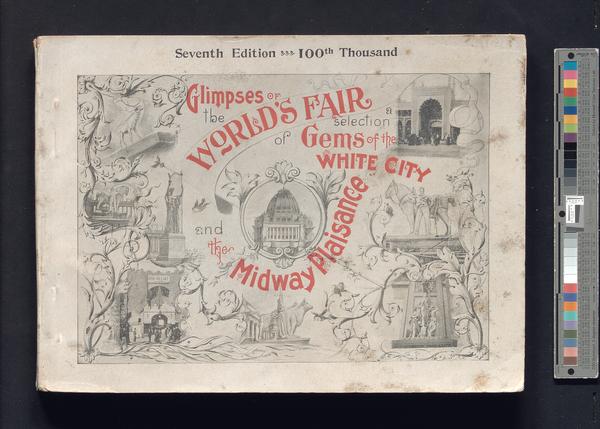 Seventh Edition >>> 100th Thousand
Glimpses OF
the
WORLD'S FAIR
a
selection
of Gems of the
WHITE CITY
and
the
Midway Plaisance